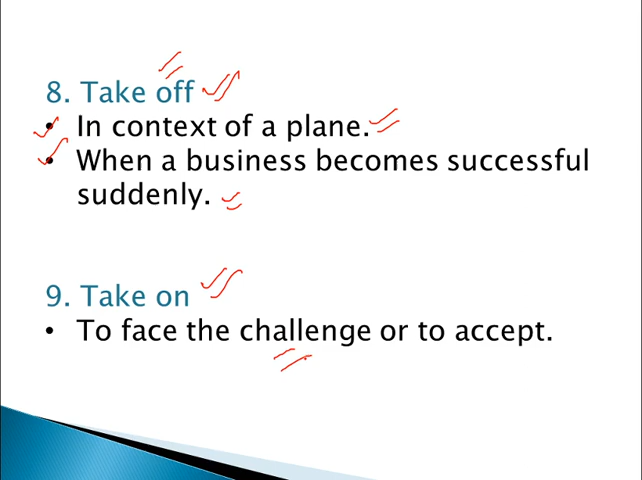 8. Take off
• In context of a plane.
• When a business becomes successful
suddenly.
9. Take on
• To face the challenge or to accept.